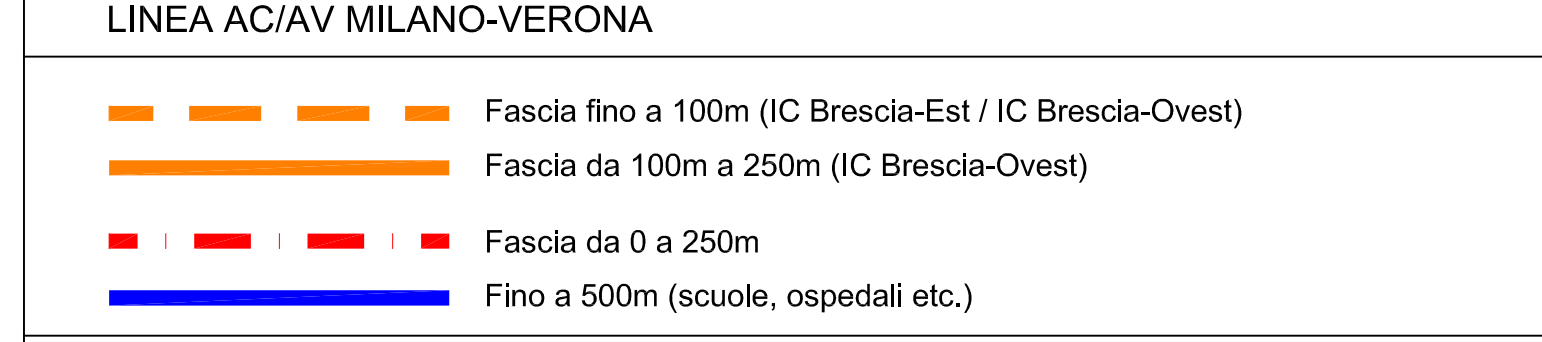 LINEA AC/AV MILANO-VERONA
Fascia fino a 100m (IC Brescia-Est / IC Brescia-Ovest)
Fascia da 100m a 250m (IC Brescia-Ovest)
Fascia da 0 a 250m
Fino a 500m (scuole, ospedali etc.)